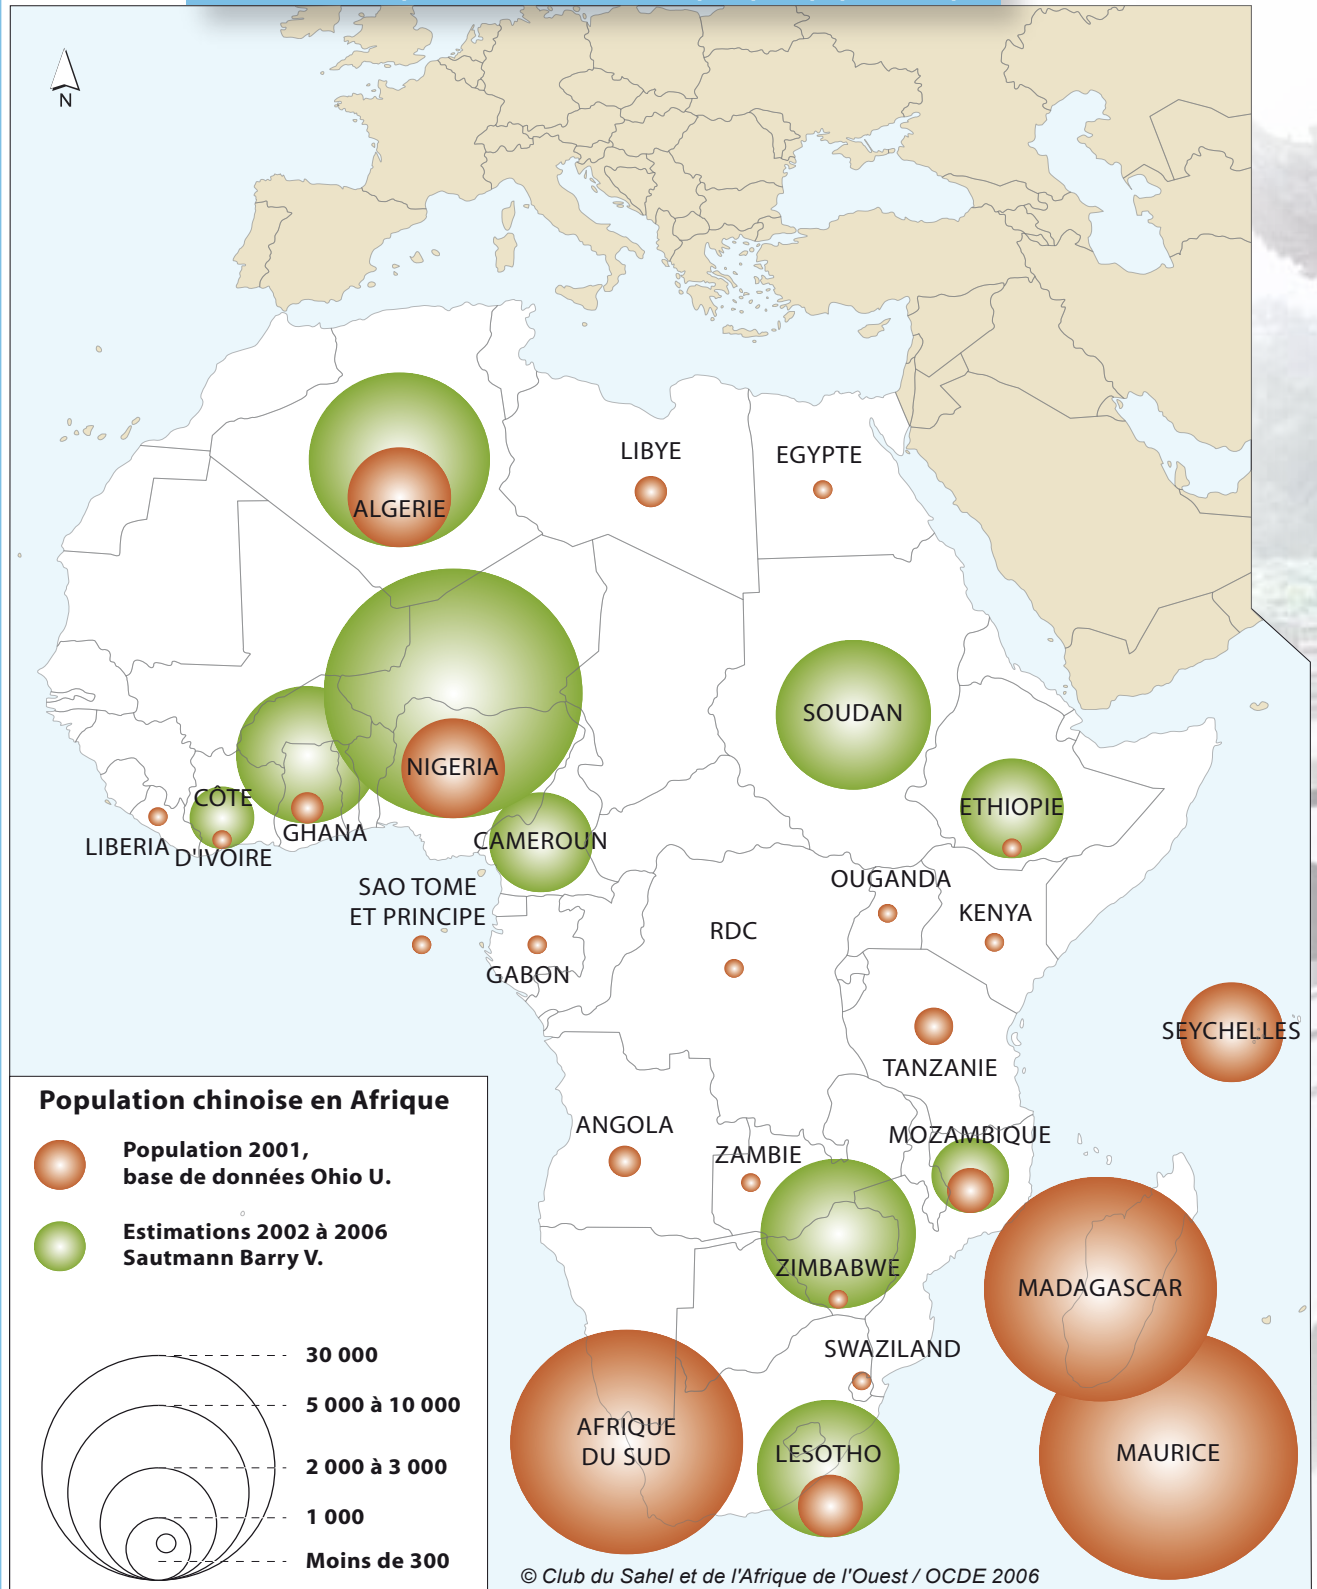 N
LIBYE
EGYPTE
ALGERIE
SOUDAN
NIGERIA
ETHIOPIE
CÔTE
D'IVOIRE
GHANA
LIBERIA
CAMEROUN
SAO TOME
ET PRINCIPE
GABON
OUGANDA
KENYA
RDC
SEYCHELLES
TANZANIE
ANGOLA
ZAMBIE
MOZAMBIQUE
ZIMBABWE
MADAGASCAR
SWAZILAND
AFRIQUE
DU SUD
LESOTHO
MAURICE
Population chinoise en Afrique
Population 2001,
base de données Ohio U.
Estimations 2002 à 2006
Sautmann Barry V.
30 000
5 000 à 10 000
2 000 à 3 000
1 000
Moins de 300
© Club du Sahel et de l'Afrique de l'Ouest / OCDE 2006